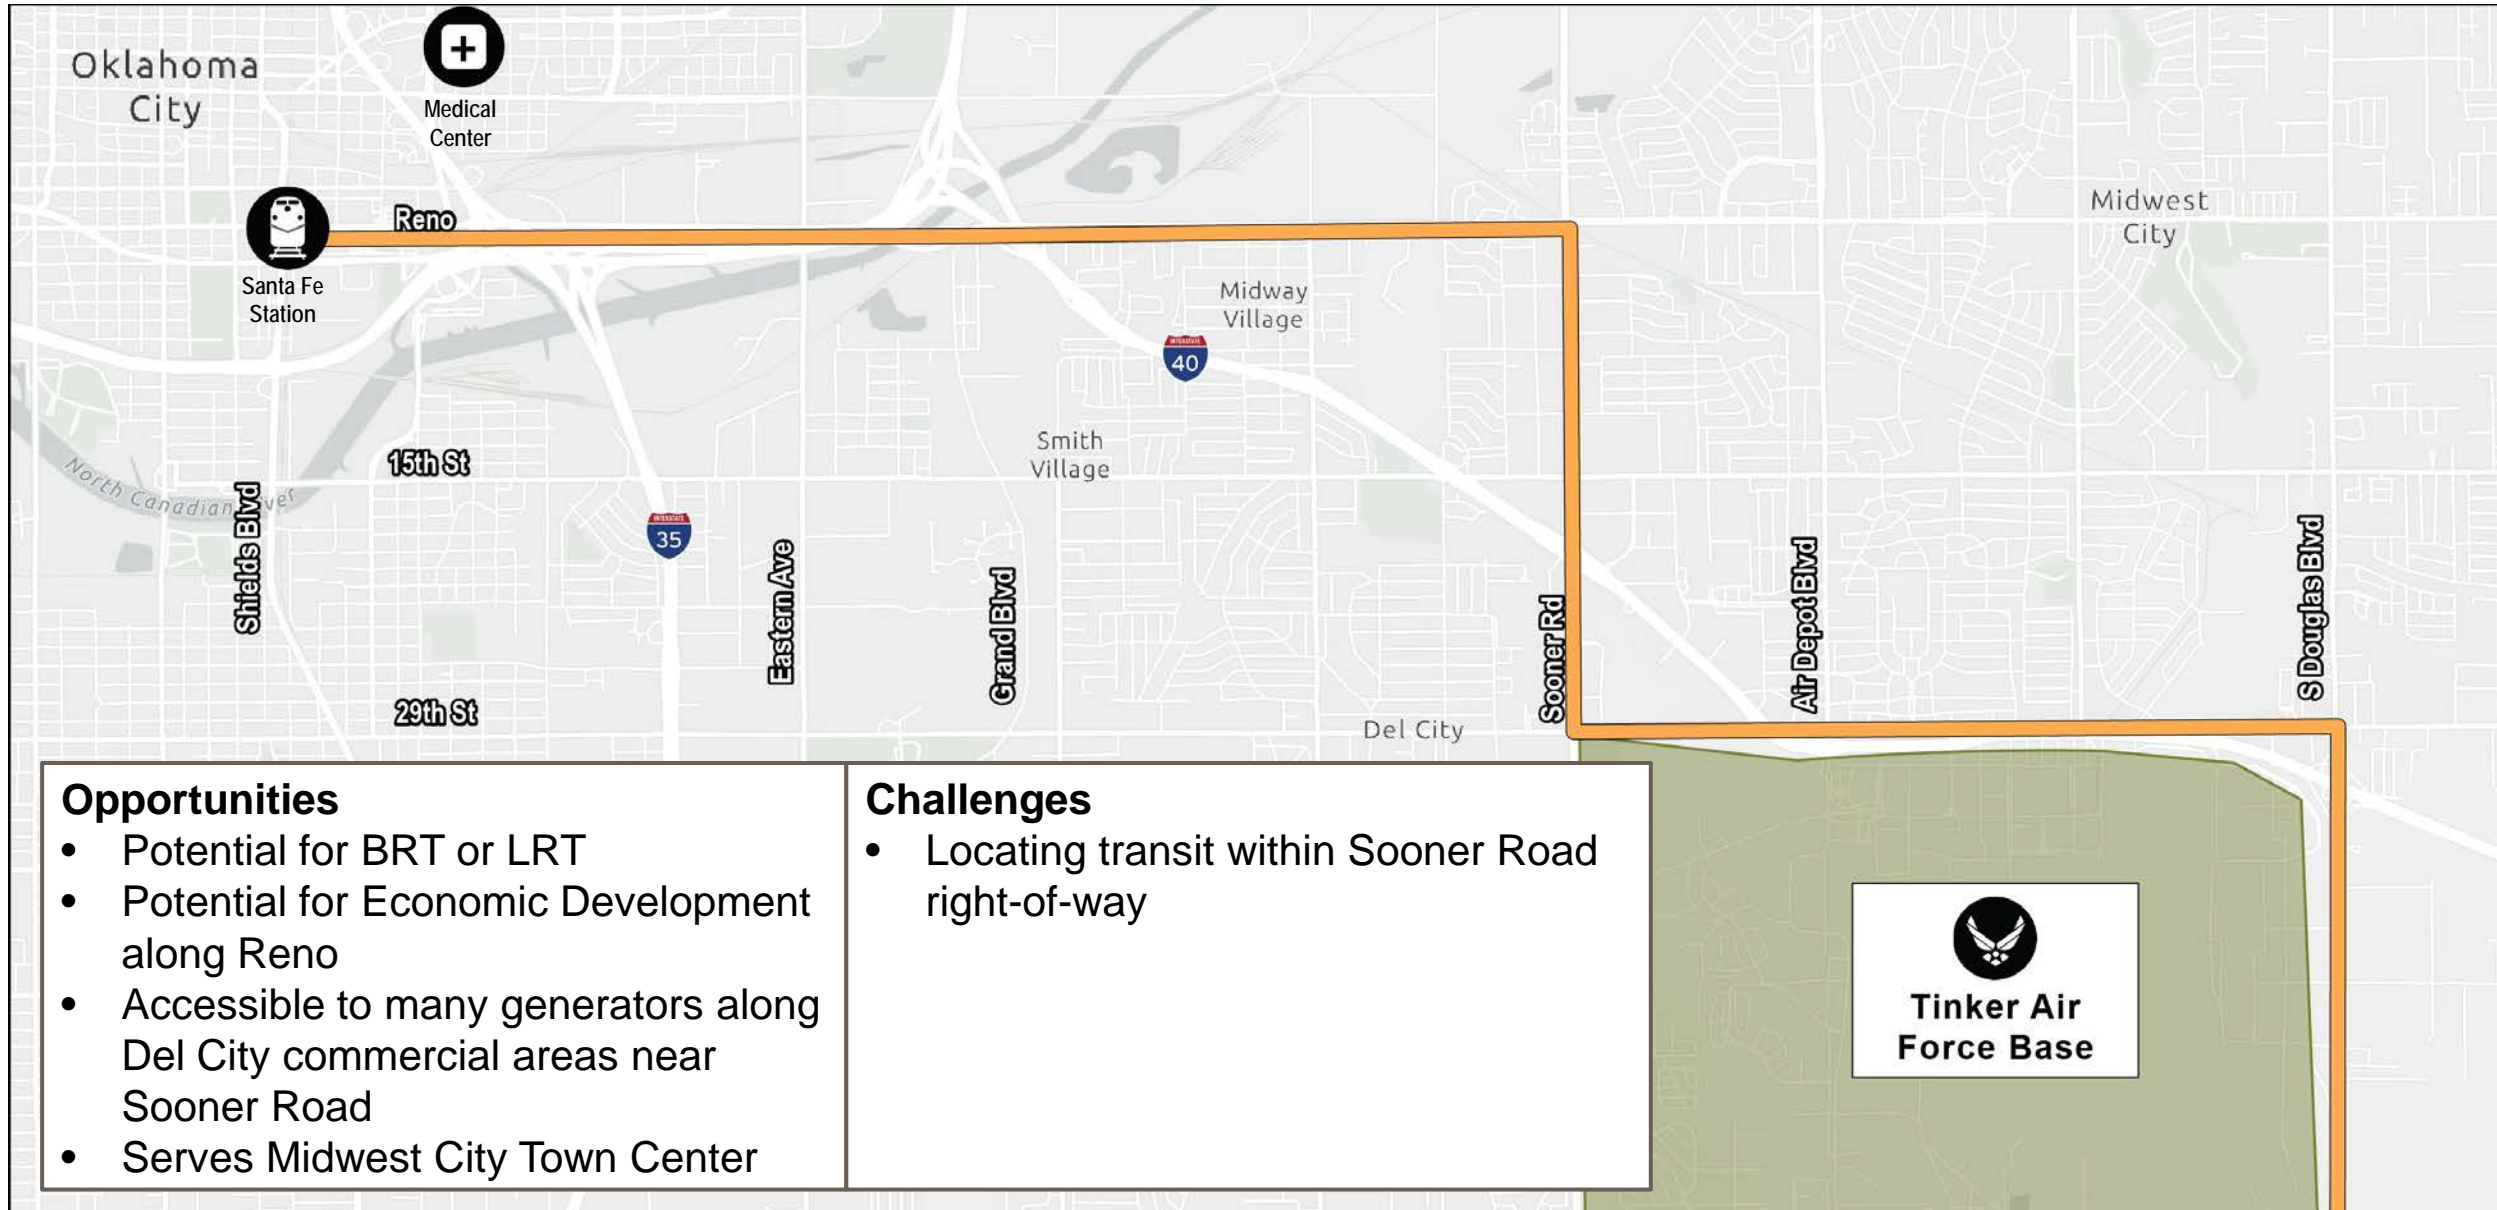 Oklahoma
City
Medical
Center
Reno
Midwest
City
Santa Fe
Station
Midway
Village
INTERSTATE
40
Smith
Village
15th St
North Canadian River
Shields Blvd
INTERSTATE
35
Eastern Ave
Grand Blvd
Sooner Rd
Air Depot Blvd
S Douglas Blvd
29th St
Del City
Opportunities
• Potential for BRT or LRT
• Potential for Economic Development
along Reno
• Accessible to many generators along
Del City commercial areas near
Sooner Road
• Serves Midwest City Town Center
Challenges
• Locating transit within Sooner Road
right-of-way
Tinker Air
Force Base